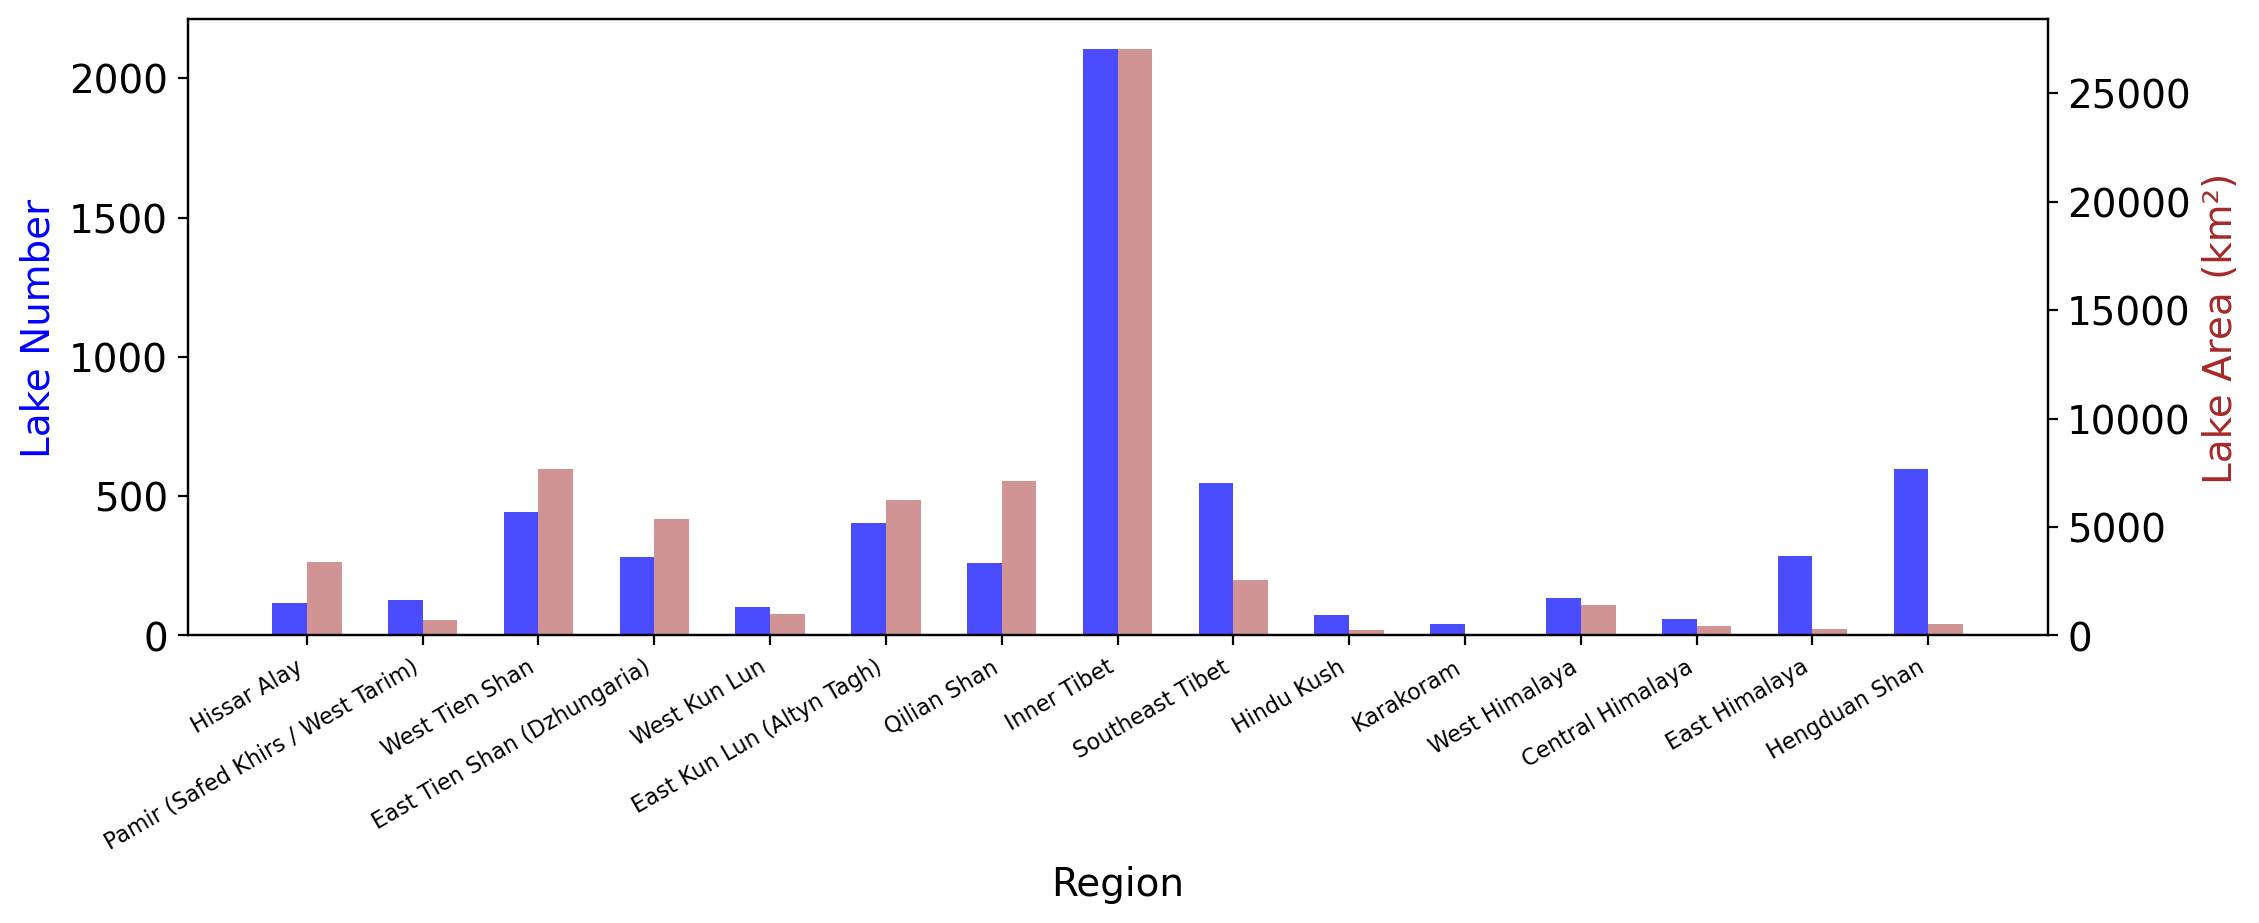 Lake Number
2000
1500
1000
500
0
25000
20000
15000
10000
5000
0
Lake Area (km²)
Hissar Alay
Pamir (Safed Khirs / West Tarim)
West Tien Shan
East Tien Shan (Dzhungaria)
West Kun Lun
East Kun Lun (Altyn Tagh)
Qilian Shan
Inner Tibet
Southeast Tibet
Hindu Kush
Karakoram
West Himalaya
Central Himalaya
East Himalaya
Hengduan Shan
Region